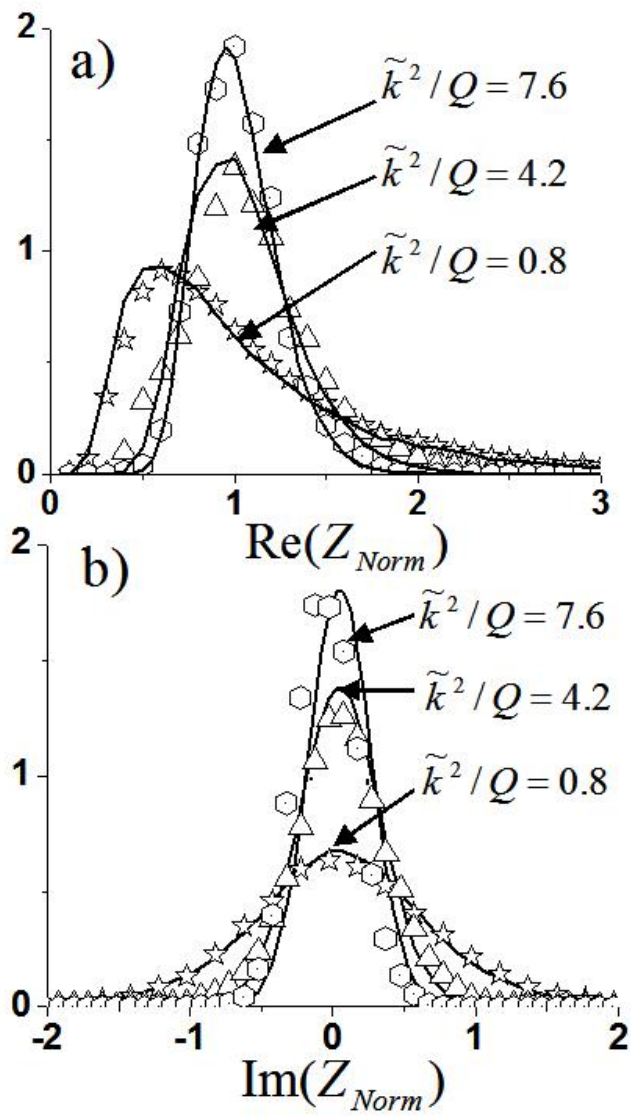 2
a)
k̃ ² / Q = 7.6
k̃ ² / Q = 4.2
1
k̃ ² / Q = 0.8
0
0 1 2 3
Re(Z_Norm)
2
b)
k̃ ² / Q = 7.6
k̃ ² / Q = 4.2
1
k̃ ² / Q = 0.8
0
-2 -1 0 1 2
Im(Z_Norm)